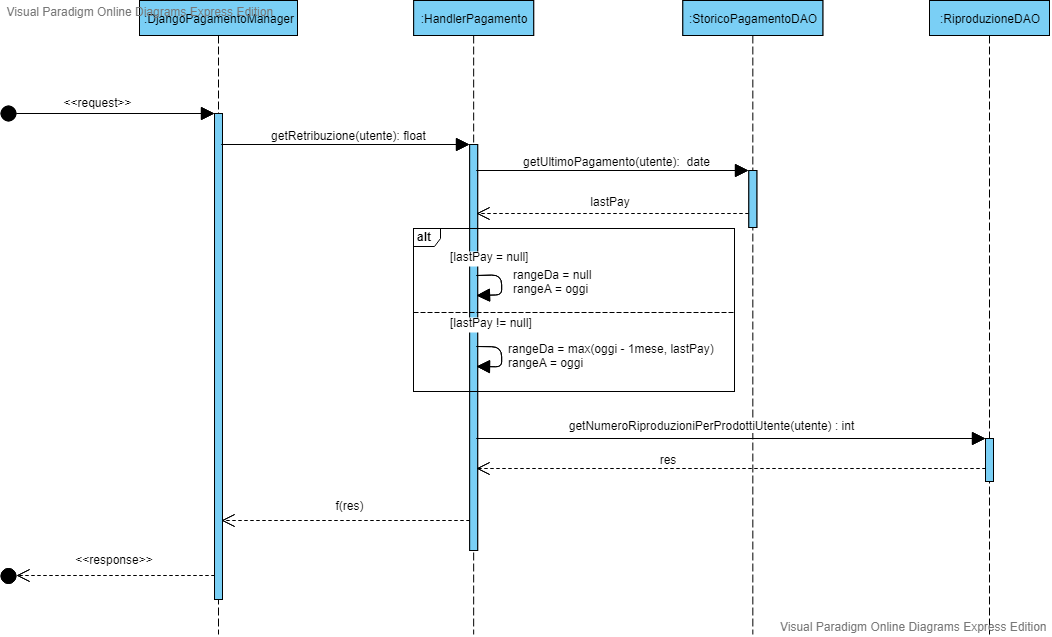 Visual Paradigm Online Diagrams Express Edition
:DjangoPagamentoManager
:HandlerPagamento
:StoricoPagamentoDAO
:RiproduzioneDAO
<<request>>
getRetribuzione(utente): float
getUltimoPagamento(utente): date
lastPay
alt
[lastPay = null]
rangeDa = null
rangeA = oggi
[lastPay != null]
rangeDa = max(oggi - 1mese, lastPay)
rangeA = oggi
getNumeroRiproduzioniPerProdottiUtente(utente) : int
res
f(res)
<<response>>
Visual Paradigm Online Diagrams Express Edition